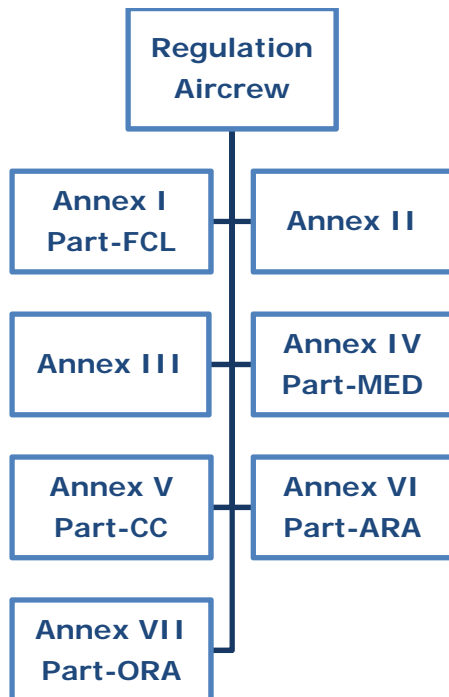 Regulation
Aircrew
Annex I
Part-FCL
Annex II
Annex III
Annex IV
Part-MED
Annex V
Part-CC
Annex VI
Part-ARA
Annex VII
Part-ORA